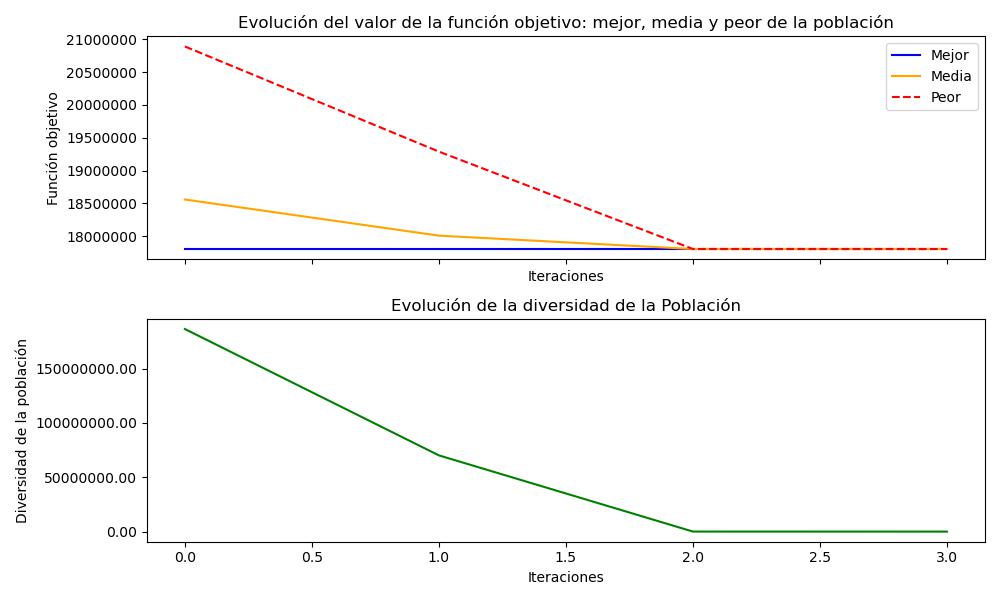 Evolución del valor de la función objetivo: mejor, media y peor de la población
21000000
20500000
20000000
19500000
19000000
18500000
18000000
Función objetivo
Mejor
Media
Peor
Iteraciones
Evolución de la diversidad de la Población
150000000.00
100000000.00
50000000.00
0.00
Diversidad de la población
0.0 0.5 1.0 1.5 2.0 2.5 3.0
Iteraciones